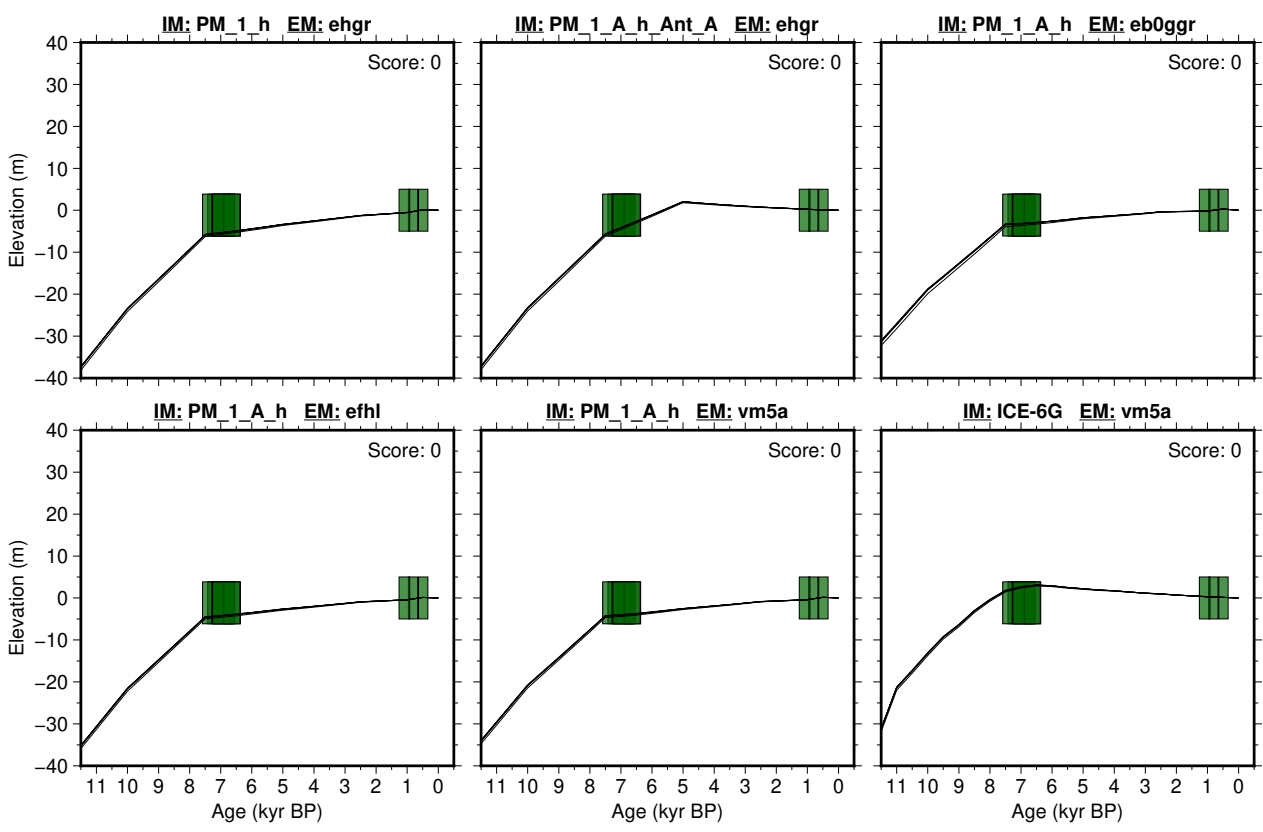 IM: PM_1_h EM: ehgr
IM: PM_1_A_h_Ant_A EM: ehgr
IM: PM_1_A_h EM: eb0ggr
40
30
20
10
0
−10
−20
−30
−40
Elevation (m)
Score: 0
Score: 0
Score: 0
IM: PM_1_A_h EM: efhl
IM: PM_1_A_h EM: vm5a
IM: ICE-6G EM: vm5a
40
30
20
10
0
−10
−20
−30
−40
Elevation (m)
Score: 0
Score: 0
Score: 0
11 10 9 8 7 6 5 4 3 2 1 0
11 10 9 8 7 6 5 4 3 2 1 0
11 10 9 8 7 6 5 4 3 2 1 0
Age (kyr BP)
Age (kyr BP)
Age (kyr BP)